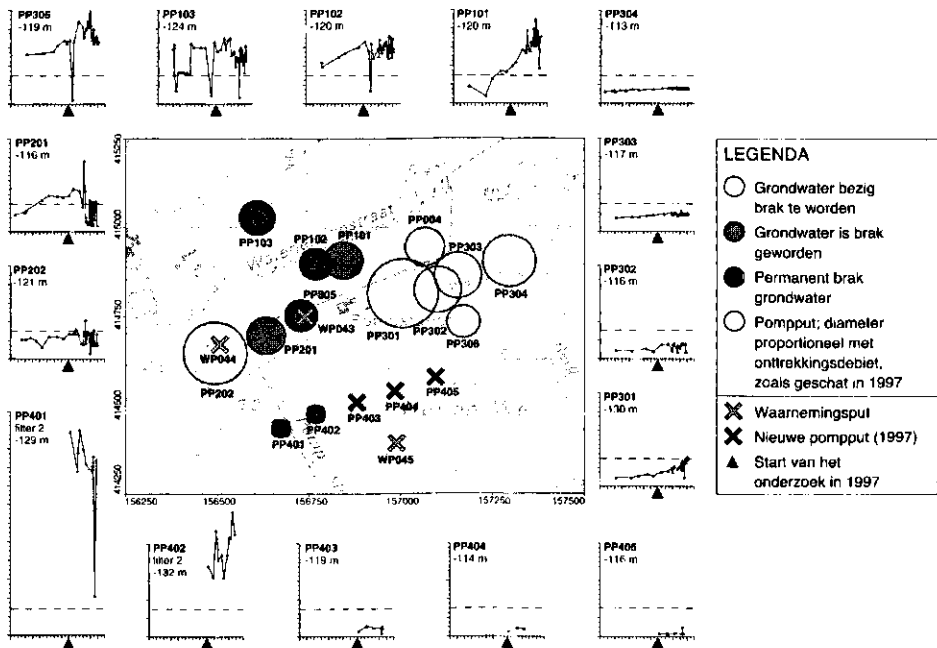 PP305
-119 m
PP103
-124 m
PP102
-120 m
PP101
-120 m
PP304
-113 m
PP201
-116 m
PP303
-117 m
PP202
-121 m
PP302
-116 m
PP401
filter 2
-129 m
PP301
-130 m
PP402
filter 2
-132 m
PP403
-119 m
PP404
-114 m
PP405
-116 m
415250
415000
414750
414500
414250
156250
156500
156750
157000
157250
157500
PP103
PP102
PP101
PP004
PP303
PP304
PP305
WP043
PP301
PP302
PP306
PP201
WP044
PP202
PP401
PP402
PP403
PP404
PP405
WP045
LEGENDA
Grondwater bezig
brak te worden
Grondwater is brak
geworden
Permanent brak
grondwater
Pompput; diameter
proportioneel met
onttrekkingsdebiet,
zoals geschat in 1997
Waarnemingsput
Nieuwe pompput (1997)
Start van het
onderzoek in 1997